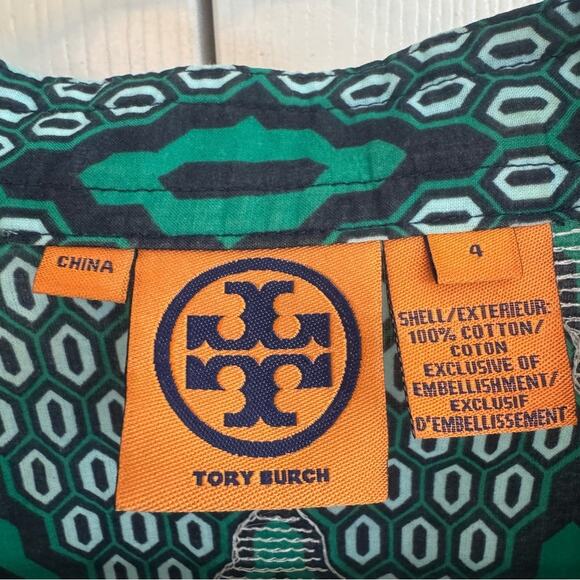 CHINA
TORY BURCH
4
SHELL/EXTERIEUR:
100% COTTON/
COTON
EXCLUSIVE OF
EMBELLISHMENT/
EXCLUSIF
D'EMBELLISSEMENT